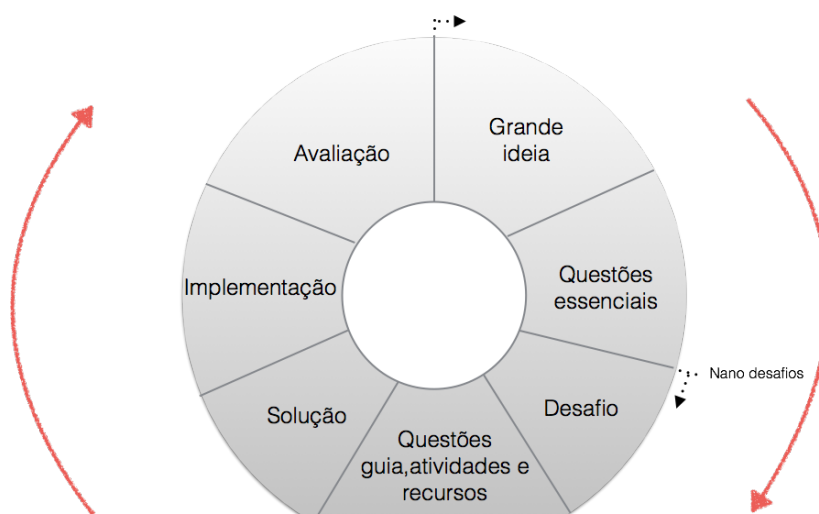 Grande
ideia
Questões
essenciais
Nano desafios
Desafio
Questões
guia,atividades e
recursos
Solução
Implementação
Avaliação